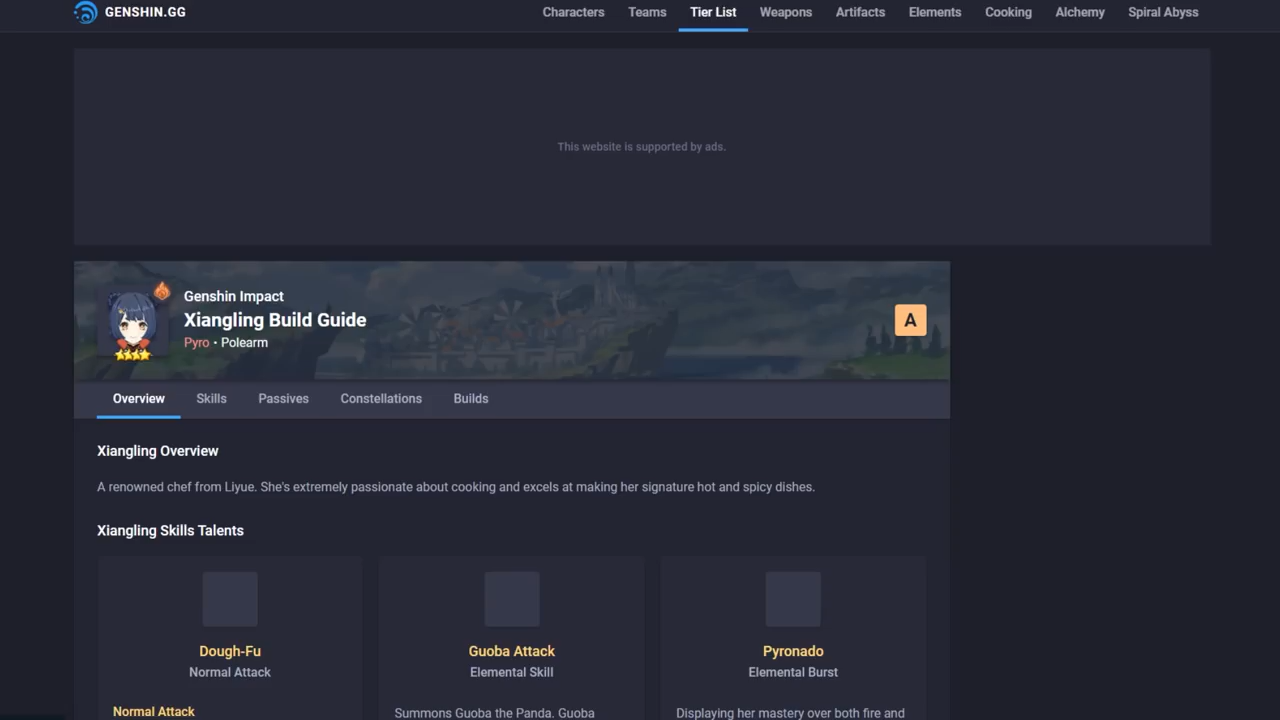 GENSHIN.GG
Characters Teams Tier List Weapons Artifacts Elements Cooking Alchemy Spiral Abyss
This website is supported by ads.
Genshin Impact
Xiangling Build Guide
Pyro • Polearm
A
Overview Skills Passives Constellations Builds
Xiangling Overview
A renowned chef from Liyue. She's extremely passionate about cooking and excels at making her signature hot and spicy dishes.
Xiangling Skills Talents
Dough-Fu
Normal Attack
Normal Attack
Guoba Attack
Elemental Skill
Summons Guoba the Panda. Guoba
Pyronado
Elemental Burst
Displaying her mastery over both fire and